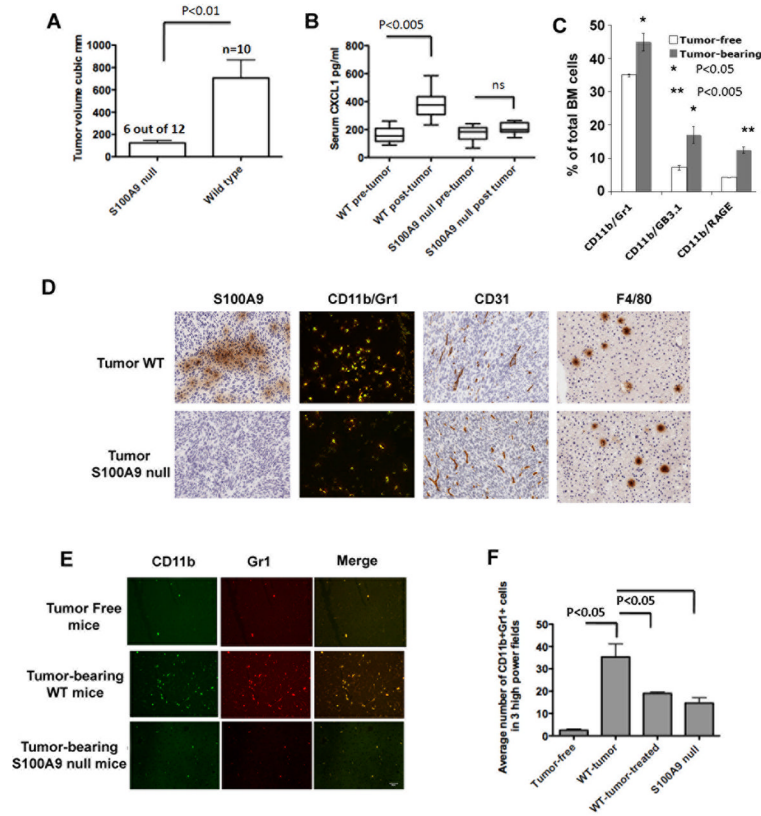 A
P<0.01
Tumor volume cubic mm
1000
800
600
400
200
0
n=10
6 out of 12
S100A9 null
Wild type
B
P<0.005
Serum CXCL1 pg/ml
800
600
400
200
0
ns
WT pre-tumor
WT post-tumor
S100A9 null pre-tumor
S100A9 null post tumor
C
% of total BM cells
50
40
30
20
10
0
Tumor-free
Tumor-bearing
* P<0.05
** P<0.005
*
*
**
CD11b/Gr1
CD11b/GB3.1
CD11b/RAGE
D
S100A9 CD11b/Gr1 CD31 F4/80
Tumor WT
Tumor
S100A9 null
E
CD11b Gr1 Merge
Tumor Free
mice
Tumor-bearing
WT mice
Tumor-bearing
S100A9 null mice
F
P<0.05
P<0.05
Average number of CD11b+Gr1+ cells
in 3 high power fields
50
40
30
20
10
0
Tumor-free
WT-tumor
WT-tumor-treated
S100A9 null